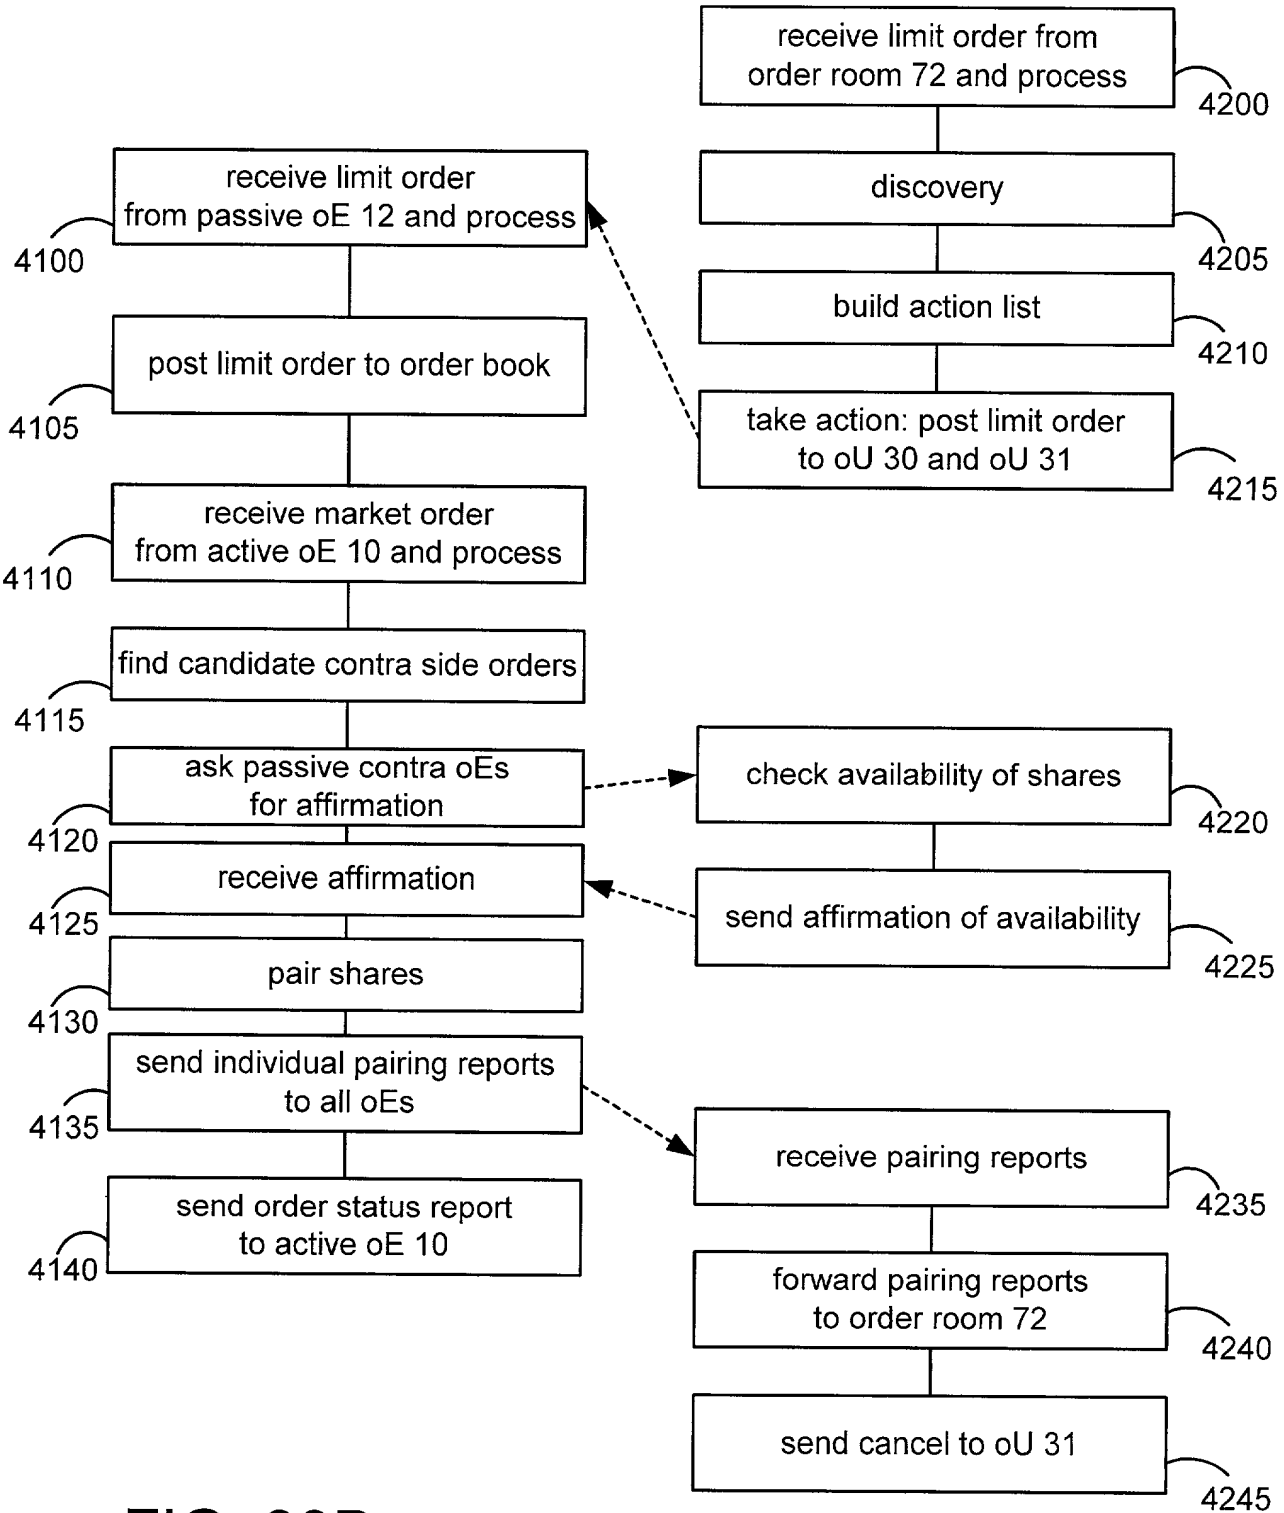 receive limit order from
order room 72 and process
4200
discovery
4205
build action list
4210
take action: post limit order
to oU 30 and oU 31
4215
receive limit order
from passive oE 12 and process
4100
post limit order to order book
4105
receive market order
from active oE 10 and process
4110
find candidate contra side orders
4115
ask passive contra oEs
for affirmation
4120
receive affirmation
4125
pair shares
4130
send individual pairing reports
to all oEs
4135
send order status report
to active oE 10
4140
check availability of shares
4220
send affirmation of availability
4225
receive pairing reports
4235
forward pairing reports
to order room 72
4240
send cancel to oU 31
4245